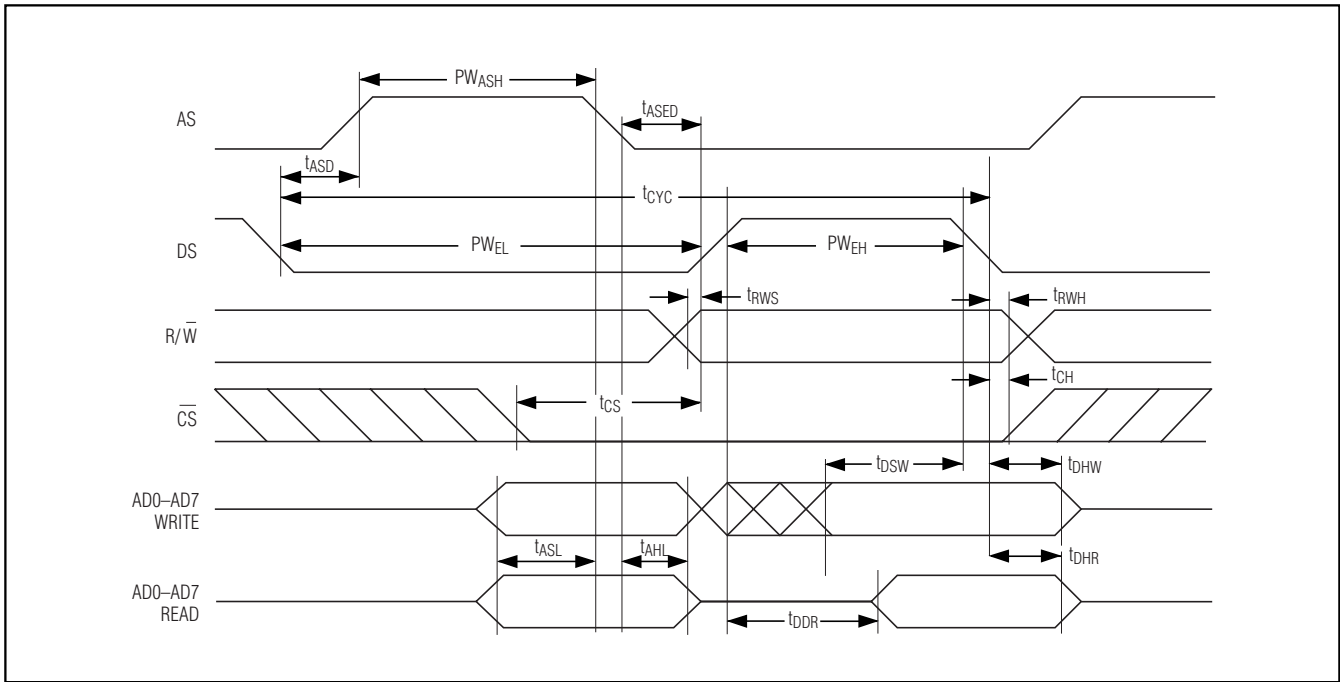 PWASH
AS
tASED
tASD
tCYC
DS
PWEL
PWEH
tRWS
tRWH
R/W̅
tCH
C̅S̅
tCS
tDSW
tDHW
AD0–AD7
WRITE
tASL
tAHL
tDHR
AD0–AD7
READ
tDDR